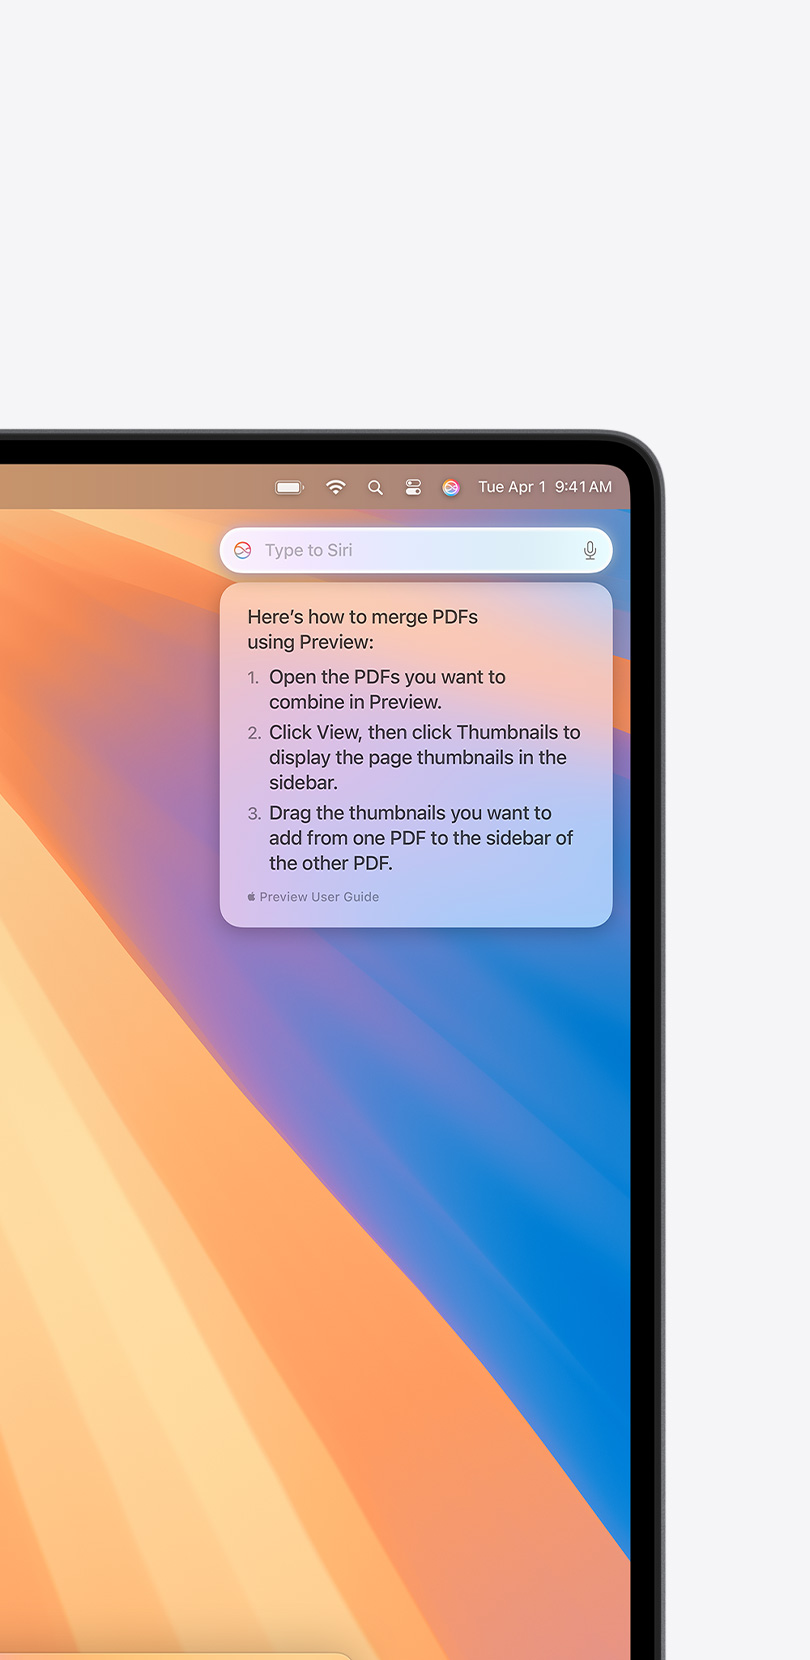 Tue Apr 1 9:41 AM
Type to Siri
Here’s how to merge PDFs
using Preview:
1. Open the PDFs you want to
combine in Preview.
2. Click View, then click Thumbnails to
display the page thumbnails in the
sidebar.
3. Drag the thumbnails you want to
add from one PDF to the sidebar of
the other PDF.
Preview User Guide